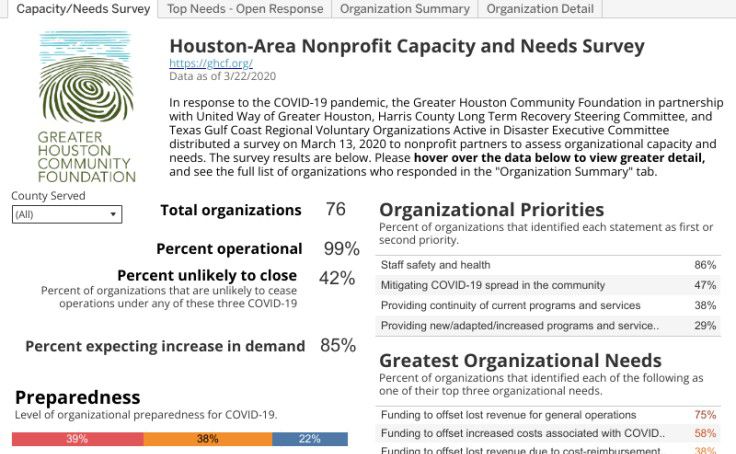 Capacity/Needs Survey
Top Needs - Open Response
Organization Summary
Organization Detail
GREATER
HOUSTON
COMMUNITY
FOUNDATION
Houston-Area Nonprofit Capacity and Needs Survey
https://ghcf.org/
Data as of 3/22/2020
In response to the COVID-19 pandemic, the Greater Houston Community Foundation in partnership
with United Way of Greater Houston, Harris County Long Term Recovery Steering Committee, and
Texas Gulf Coast Regional Voluntary Organizations Active in Disaster Executive Committee
distributed a survey on March 13, 2020 to nonprofit partners to assess organizational capacity and
needs. The survey results are below. Please hover over the data below to view greater detail,
and see the full list of organizations who responded in the "Organization Summary" tab.
County Served
(All)
Total organizations 76
Percent operational 99%
Percent unlikely to close 42%
Percent of organizations that are unlikely to cease
operations under any of these three COVID-19
Percent expecting increase in demand 85%
Preparedness
Level of organizational preparedness for COVID-19.
39% 38% 22%
Organizational Priorities
Percent of organizations that identified each statement as first or
second priority.
Staff safety and health 86%
Mitigating COVID-19 spread in the community 47%
Providing continuity of current programs and services 38%
Providing new/adapted/increased programs and service.. 29%
Greatest Organizational Needs
Percent of organizations that identified each of the following as
one of their top three organizational needs.
Funding to offset lost revenue for general operations 75%
Funding to offset increased costs associated with COVID.. 58%
Funding to offset lost revenue due to cost-reimbursement 38%